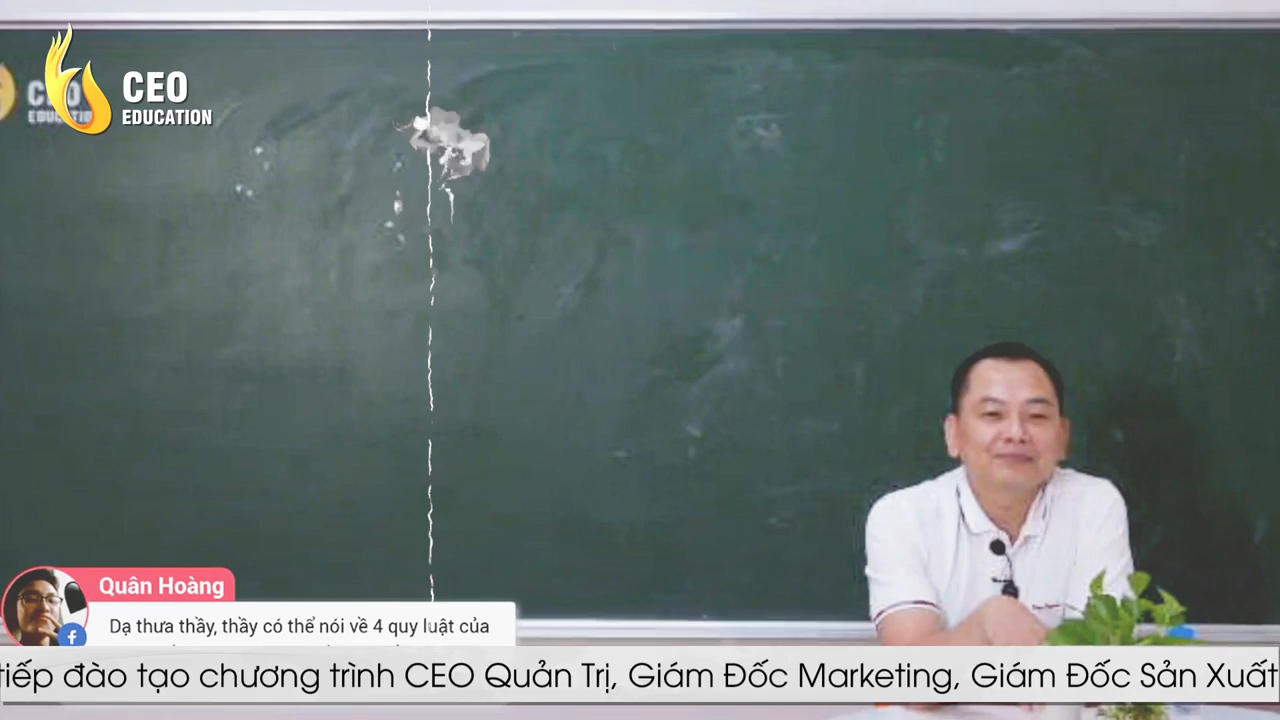 CEO
EDUCATION
CEO
Quân Hoàng
Dạ thưa thầy, thầy có thể nói về 4 quy luật của
tiếp đào tạo chương trình CEO Quản Trị, Giám Đốc Marketing, Giám Đốc Sản Xuất